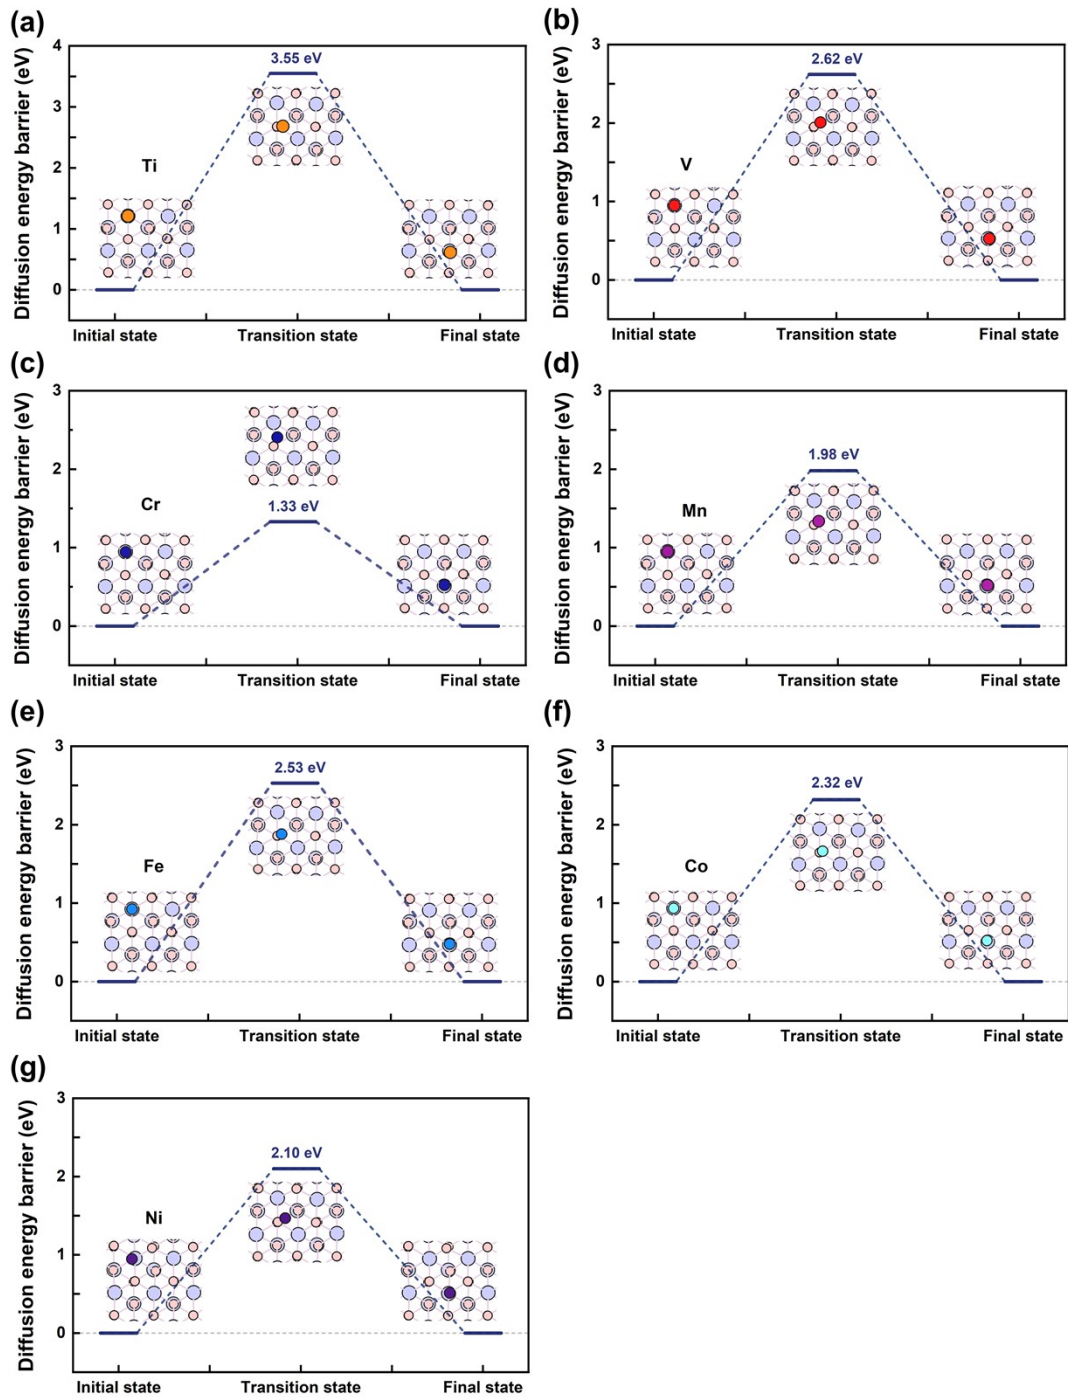 (a)
Diffusion energy barrier (eV)
4
3
2
1
0
3.55 eV
Ti
Initial state
Transition state
Final state
(b)
Diffusion energy barrier (eV)
3
2
1
0
2.62 eV
V
Initial state
Transition state
Final state
(c)
Diffusion energy barrier (eV)
3
2
1
0
1.33 eV
Cr
Initial state
Transition state
Final state
(d)
Diffusion energy barrier (eV)
3
2
1
0
1.98 eV
Mn
Initial state
Transition state
Final state
(e)
Diffusion energy barrier (eV)
3
2
1
0
2.53 eV
Fe
Initial state
Transition state
Final state
(f)
Diffusion energy barrier (eV)
3
2
1
0
2.32 eV
Co
Initial state
Transition state
Final state
(g)
Diffusion energy barrier (eV)
3
2
1
0
2.10 eV
Ni
Initial state
Transition state
Final state